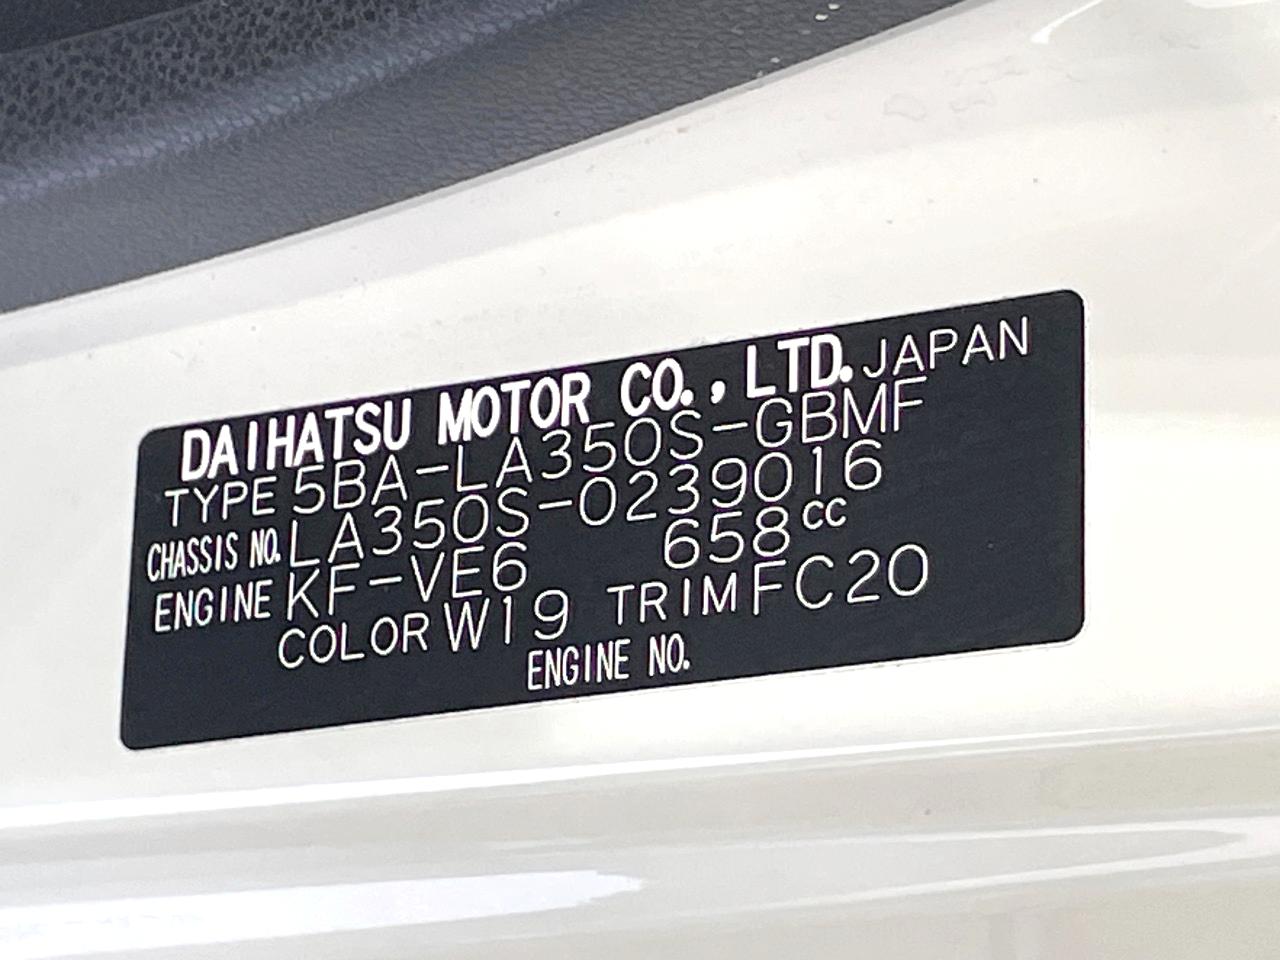 DAIHATSU MOTOR CO., LTD. JAPAN
TYPE 5BA-LA350S-GBMF
CHASSIS NO. LA350S-0239016
ENGINE KF-VE6 658cc
COLOR W19 TRIM FC20
ENGINE NO.